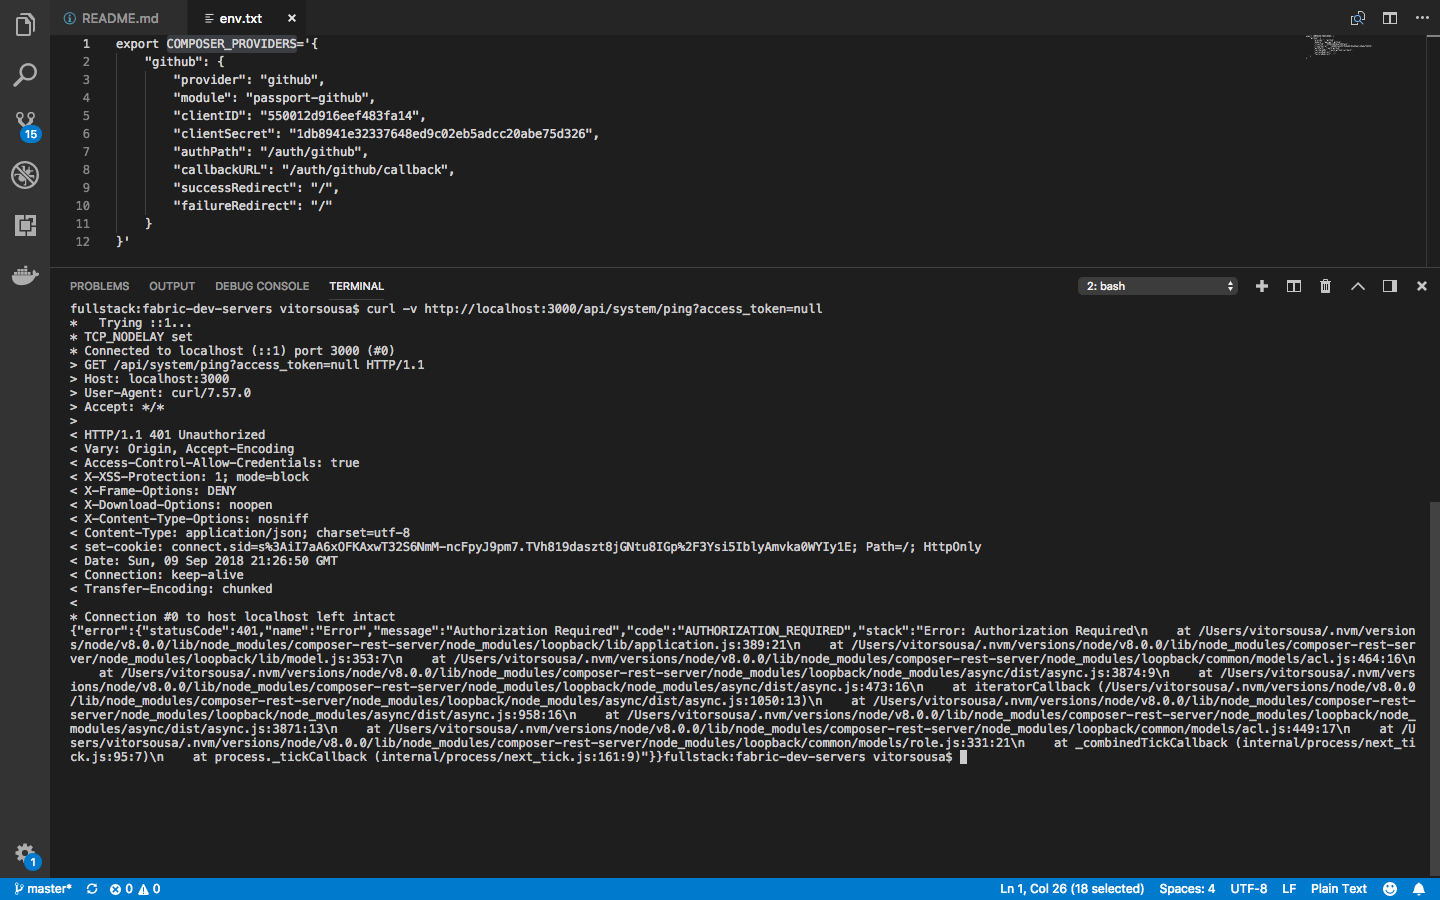 README.md
env.txt
1 export COMPOSER_PROVIDERS='{
2 "github": {
3 "provider": "github",
4 "module": "passport-github",
5 "clientID": "550012d916eef483fa14",
6 "clientSecret": "1db8941e32337648ed9c02eb5adcc20abe75d326",
7 "authPath": "/auth/github",
8 "callbackURL": "/auth/github/callback",
9 "successRedirect": "/",
10 "failureRedirect": "/"
11 }
12 }'
15
PROBLEMS OUTPUT DEBUG CONSOLE TERMINAL
2: bash
fullstack:fabric-dev-servers vitorsousa$ curl -v http://localhost:3000/api/system/ping?access_token=null
*   Trying ::1...
* TCP_NODELAY set
* Connected to localhost (::1) port 3000 (#0)
> GET /api/system/ping?access_token=null HTTP/1.1
> Host: localhost:3000
> User-Agent: curl/7.57.0
> Accept: */*
>
< HTTP/1.1 401 Unauthorized
< Vary: Origin, Accept-Encoding
< Access-Control-Allow-Credentials: true
< X-XSS-Protection: 1; mode=block
< X-Frame-Options: DENY
< X-Download-Options: noopen
< X-Content-Type-Options: nosniff
< Content-Type: application/json; charset=utf-8
< set-cookie: connect.sid=s%3AiI7aA6xOFKAxwT32S6NmM-ncFpyJ9pm7.TVh819daszt8jGNtu8IGp%2F3Ysi5IblyAmvka0WYIy1E; Path=/; HttpOnly
< Date: Sun, 09 Sep 2018 21:26:50 GMT
< Connection: keep-alive
< Transfer-Encoding: chunked
<
* Connection #0 to host localhost left intact
{"error":{"statusCode":401,"name":"Error","message":"Authorization Required","code":"AUTHORIZATION_REQUIRED","stack":"Error: Authorization Required\n    at /Users/vitorsousa/.nvm/version
s/node/v8.0.0/lib/node_modules/composer-rest-server/node_modules/loopback/lib/application.js:389:21\n    at /Users/vitorsousa/.nvm/versions/node/v8.0.0/lib/node_modules/composer-rest-ser
ver/node_modules/loopback/lib/model.js:353:7\n    at /Users/vitorsousa/.nvm/versions/node/v8.0.0/lib/node_modules/composer-rest-server/node_modules/loopback/common/models/acl.js:464:16\n
    at /Users/vitorsousa/.nvm/versions/node/v8.0.0/lib/node_modules/composer-rest-server/node_modules/loopback/node_modules/async/dist/async.js:3874:9\n    at /Users/vitorsousa/.nvm/vers
ions/node/v8.0.0/lib/node_modules/composer-rest-server/node_modules/loopback/node_modules/async/dist/async.js:473:16\n    at iteratorCallback (/Users/vitorsousa/.nvm/versions/node/v8.0.0
/lib/node_modules/composer-rest-server/node_modules/loopback/node_modules/async/dist/async.js:1050:13)\n    at /Users/vitorsousa/.nvm/versions/node/v8.0.0/lib/node_modules/composer-rest-
server/node_modules/loopback/node_modules/async/dist/async.js:958:16\n    at /Users/vitorsousa/.nvm/versions/node/v8.0.0/lib/node_modules/composer-rest-server/node_modules/loopback/node_
modules/async/dist/async.js:3871:13\n    at /Users/vitorsousa/.nvm/versions/node/v8.0.0/lib/node_modules/composer-rest-server/node_modules/loopback/common/models/acl.js:449:17\n    at /U
sers/vitorsousa/.nvm/versions/node/v8.0.0/lib/node_modules/composer-rest-server/node_modules/loopback/common/models/role.js:331:21\n    at _combinedTickCallback (internal/process/next_ti
ck.js:95:7)\n    at process._tickCallback (internal/process/next_tick.js:161:9)"}}fullstack:fabric-dev-servers vitorsousa$
1
master* 0 0
Ln 1, Col 26 (18 selected) Spaces: 4 UTF-8 LF Plain Text